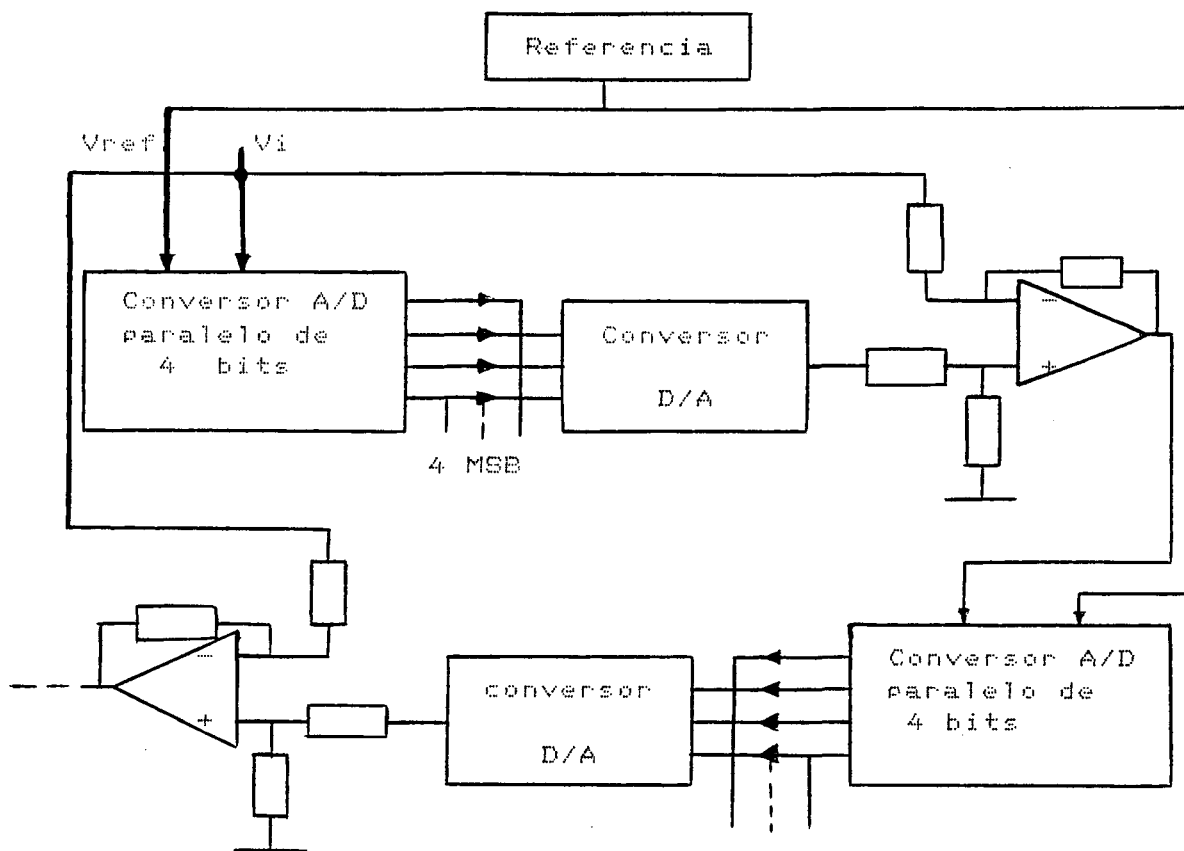 Referencia
Vref
Vi
Conversor A/D
paralelo de
4 bits
4 MSB
Conversor
D/A
-
+
Conversor A/D
paralelo de
4 bits
conversor
D/A
-
+